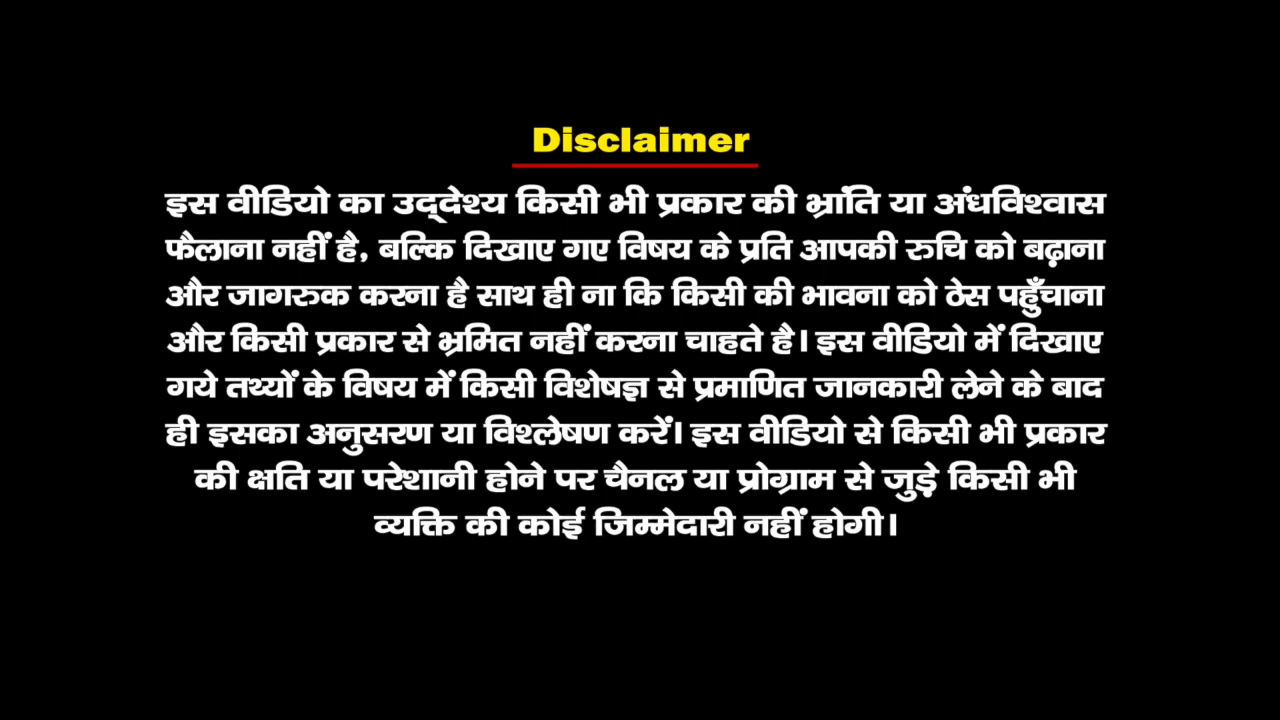 Disclaimer
इस वीडियो का उद्देश्य किसी भी प्रकार की भ्रांति या अंधविश्वास
फैलाना नहीं है, बल्कि दिखाए गए विषय के प्रति आपकी रुचि को बढ़ाना
और जागरुक करना है साथ ही ना कि किसी की भावना को ठेस पहुँचाना
और किसी प्रकार से भ्रमित नहीं करना चाहते है। इस वीडियो में दिखाए
गये तथ्यों के विषय में किसी विशेषज्ञ से प्रमाणित जानकारी लेने के बाद
ही इसका अनुसरण या विश्लेषण करें। इस वीडियो से किसी भी प्रकार
की क्षति या परेशानी होने पर चैनल या प्रोग्राम से जुड़े किसी भी
व्यक्ति की कोई जिम्मेदारी नहीं होगी।